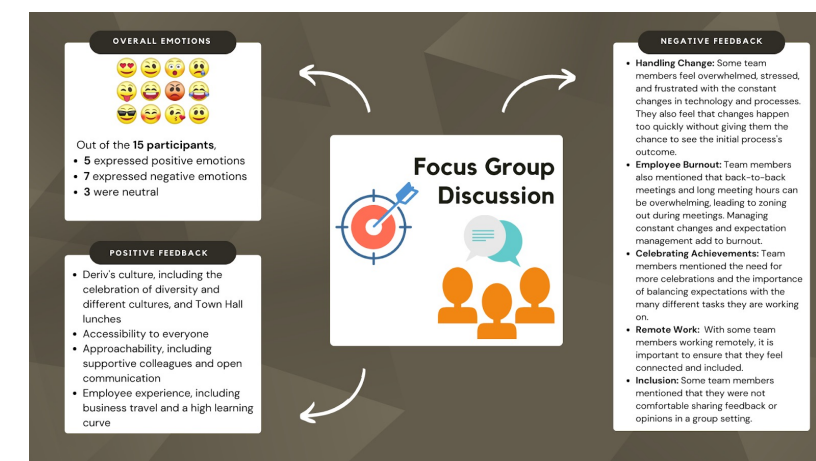 OVERALL EMOTIONS
Out of the 15 participants,
• 5 expressed positive emotions
• 7 expressed negative emotions
• 3 were neutral
POSITIVE FEEDBACK
• Deriv's culture, including the
celebration of diversity and
different cultures, and Town Hall
lunches
• Accessibility to everyone
• Approachability, including
supportive colleagues and open
communication
• Employee experience, including
business travel and a high learning
curve
Focus Group
Discussion
NEGATIVE FEEDBACK
• Handling Change: Some team
members feel overwhelmed, stressed,
and frustrated with the constant
changes in technology and processes.
They also feel that changes happen
too quickly without giving them the
chance to see the initial process's
outcome.
• Employee Burnout: Team members
also mentioned that back-to-back
meetings and long meeting hours can
be overwhelming, leading to zoning
out during meetings. Managing
constant changes and expectation
management add to burnout.
• Celebrating Achievements: Team
members mentioned the need for
more celebrations and the importance
of balancing expectations with the
many different tasks they are working
on.
• Remote Work: With some team
members working remotely, it is
important to ensure that they feel
connected and included.
• Inclusion: Some team members
mentioned that they were not
comfortable sharing feedback or
opinions in a group setting.